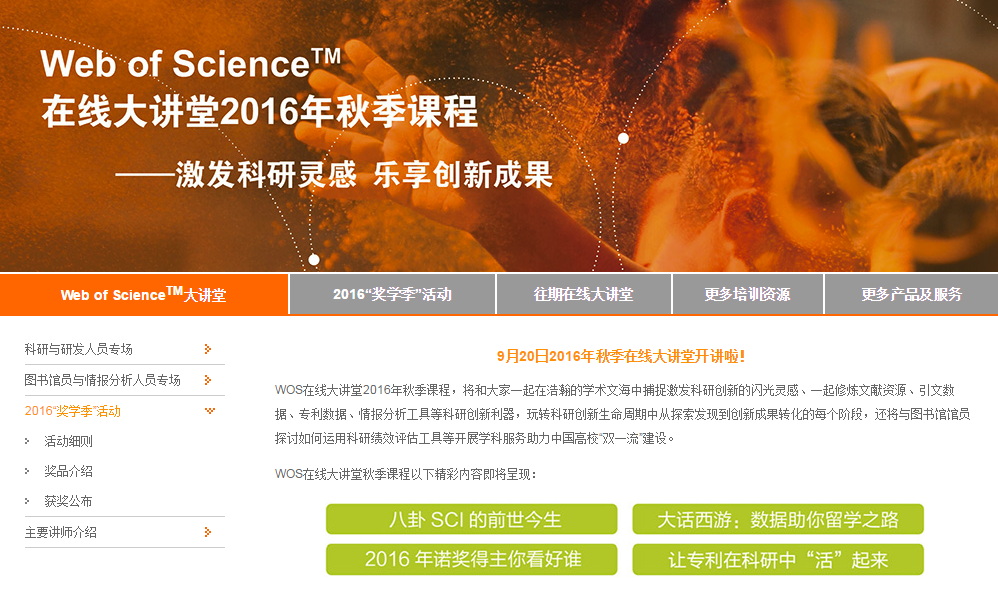 Web of Science™
在线大讲堂2016年秋季课程
——激发科研灵感 乐享创新成果
Web of Science™大讲堂
2016“奖学季”活动
往期在线大讲堂
更多培训资源
更多产品及服务
科研与研发人员专场
图书馆员与情报分析人员专场
2016“奖学季”活动
活动细则
奖品介绍
获奖公布
主要讲师介绍
9月20日2016年秋季在线大讲堂开讲啦！
WOS在线大讲堂2016年秋季课程，将和大家一起在浩瀚的学术文海中捕捉激发科研创新的闪光灵感、一起修炼文献资源、引文数
据、专利数据、情报分析工具等科研创新利器，玩转科研创新生命周期中从探索发现到创新成果转化的每个阶段，还将与图书馆馆员
探讨如何运用科研绩效评估工具等开展学科服务助力中国高校“双一流”建设。
WOS在线大讲堂秋季课程以下精彩内容即将呈现：
八卦 SCI 的前世今生
大话西游：数据助你留学之路
2016 年诺奖得主你看好谁
让专利在科研中“活”起来